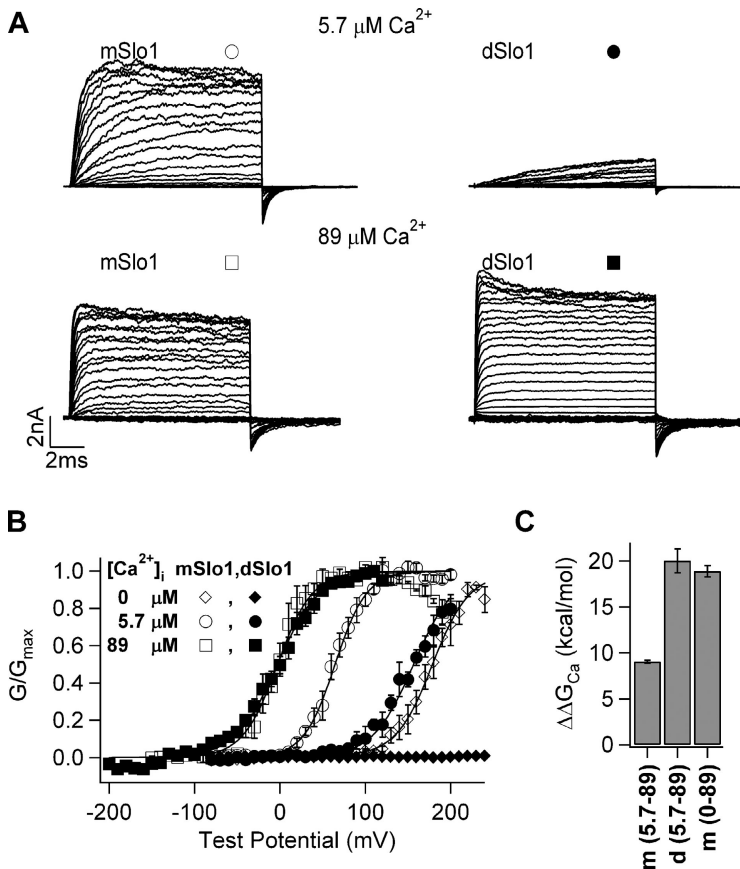 A
5.7 μM Ca2+
mSlo1 ○ dSlo1 ●
89 μM Ca2+
mSlo1 □ dSlo1 ■
2nA
2ms
B
[Ca2+]i mSlo1,dSlo1
0 μM ◇ , ◆
5.7 μM ○ , ●
89 μM □ , ■
G/Gmax
1.0
0.8
0.6
0.4
0.2
0.0
-200 -100 0 100 200
Test Potential (mV)
C
ΔΔGCa (kcal/mol)
20
15
10
5
0
m (5.7-89)
d (5.7-89)
m (0-89)